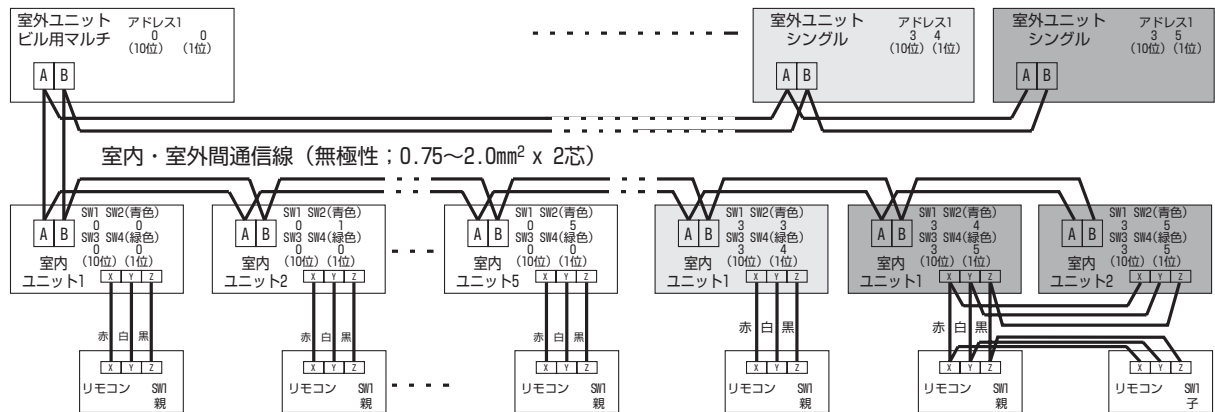 室外ユニット アドレス1
ビル用マルチ 0 0
(10位) (1位)
A B
室外ユニット アドレス1
シングル 3 4
(10位) (1位)
A B
室外ユニット アドレス1
シングル 3 5
(10位) (1位)
A B
室内・室外間通信線（無極性；0.75～2.0mm² x 2芯）
SW1 SW2(青色)
A B 0 0
SW3 SW4(緑色)
0 0
室内 (10位) (1位)
ユニット1 X Y Z
SW1 SW2(青色)
A B 0 1
SW3 SW4(緑色)
0 0
室内 (10位) (1位)
ユニット2 X Y Z
SW1 SW2(青色)
A B 0 5
SW3 SW4(緑色)
0 0
室内 (10位) (1位)
ユニット5 X Y Z
SW1 SW2(青色)
A B 3 3
SW3 SW4(緑色)
3 4
室内 (10位) (1位)
ユニット1 X Y Z
SW1 SW2(青色)
A B 3 4
SW3 SW4(緑色)
3 5
室内 (10位) (1位)
ユニット1 X Y Z
SW1 SW2(青色)
A B 3 5
SW3 SW4(緑色)
3 5
室内 (10位) (1位)
ユニット2 X Y Z
赤 白 黒
赤 白 黒
赤 白 黒
赤 白 黒
赤 白 黒
X Y Z
リモコン SW1
親
X Y Z
リモコン SW1
親
X Y Z
リモコン SW1
親
X Y Z
リモコン SW1
親
X Y Z
リモコン SW1
親
X Y Z
リモコン SW1
子